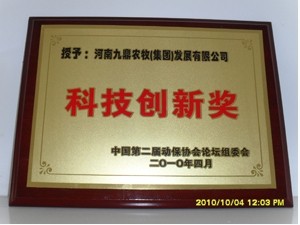 授予：河南九鼎农牧(集团)发展有限公司
科技创新奖
中国第二届动保协会论坛组委会
二〇一〇年四月
2010/10/04 12:03 PM